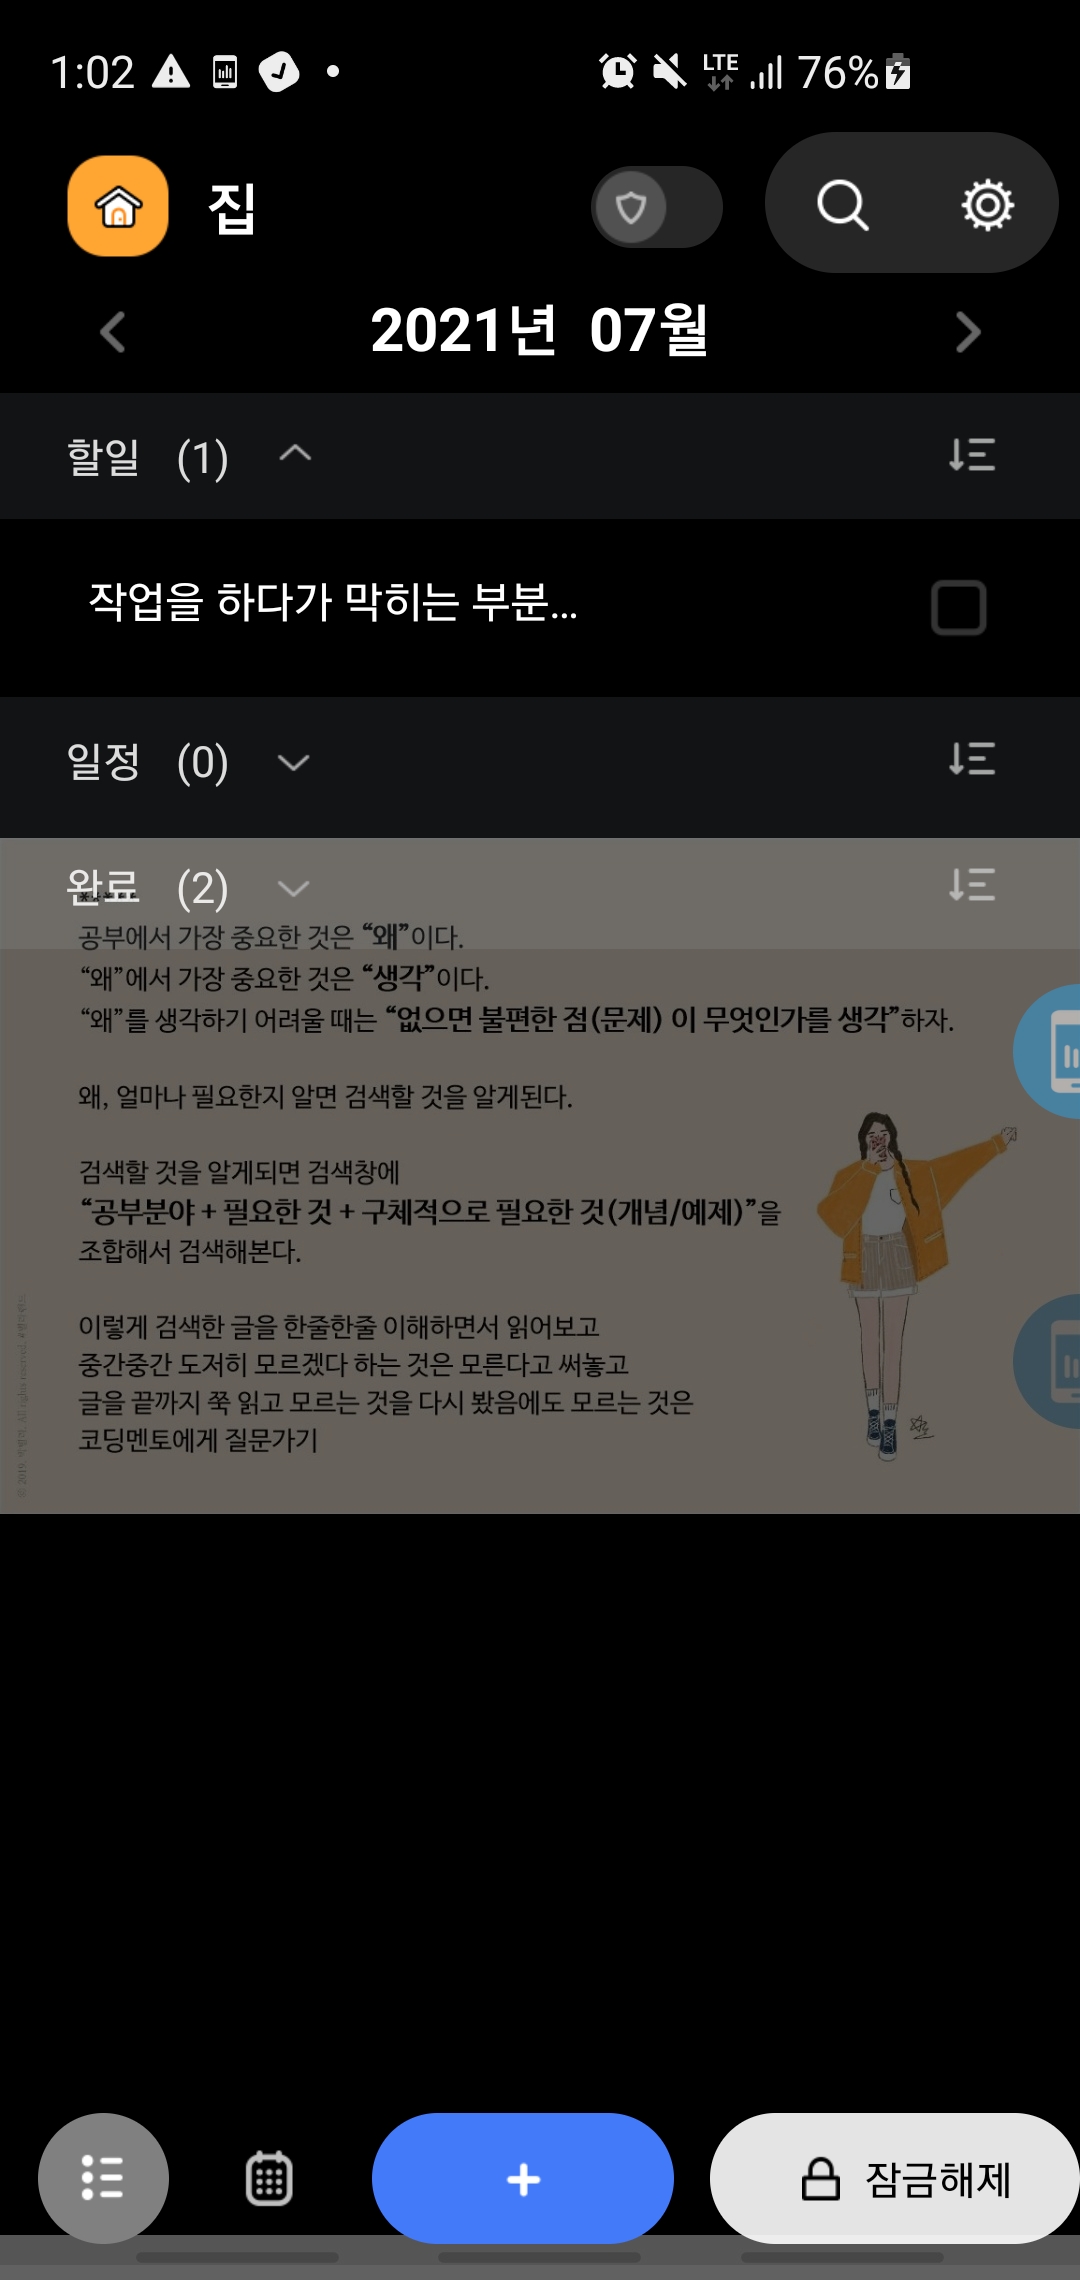 1:02
LTE
76%
집
2021년 07월
할일 (1)
작업을 하다가 막히는 부분...
일정 (0)
완료 (2)
공부에서 가장 중요한 것은 “왜”이다.
“왜”에서 가장 중요한 것은 “생각”이다.
“왜”를 생각하기 어려울 때는 “없으면 불편한 점(문제) 이 무엇인가를 생각”하자.
왜, 얼마나 필요한지 알면 검색할 것을 알게된다.
검색할 것을 알게되면 검색창에
“공부분야 + 필요한 것 + 구체적으로 필요한 것(개념/예제)”을
조합해서 검색해본다.
이렇게 검색한 글을 한줄한줄 이해하면서 읽어보고
중간중간 도저히 모르겠다 하는 것은 모른다고 써놓고
글을 끝까지 쭉 읽고 모르는 것을 다시 봤음에도 모르는 것은
코딩멘토에게 질문가기
잠금해제